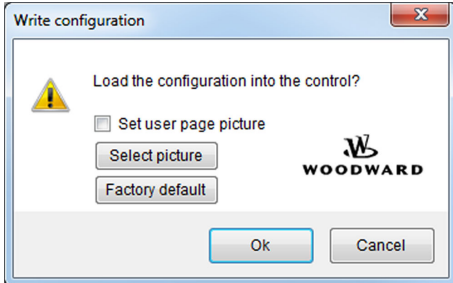 Write configuration
Load the configuration into the control?
Set user page picture
Select picture
WOODWARD
Factory default
Ok
Cancel